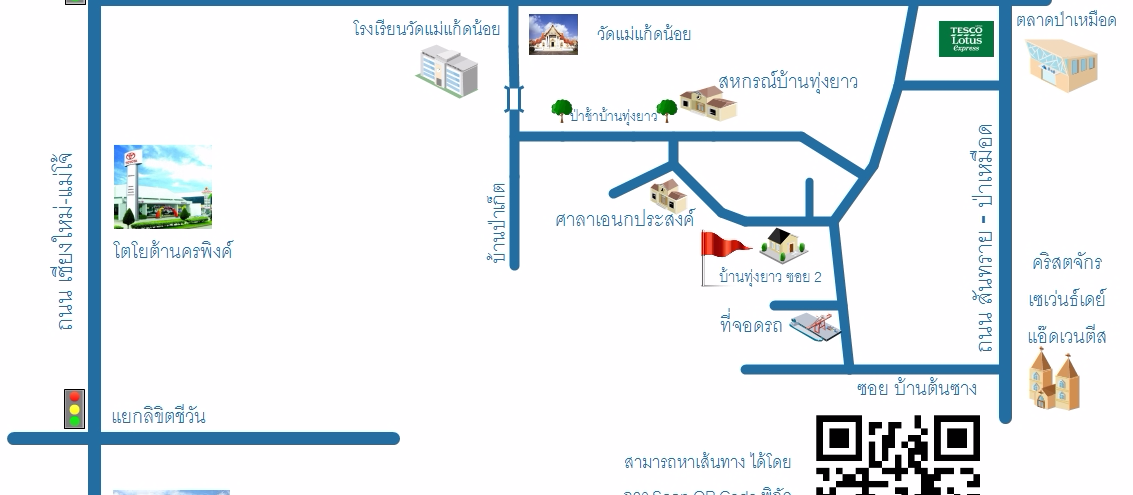 ตลาดป่าเหมือด
โรงเรียนวัดแม่แก้ดน้อย
วัดแม่แก้ดน้อย
TESCO
Lotus
express
สหกรณ์บ้านทุ่งยาว
ป่าช้าบ้านทุ่งยาว
ถนน เชียงใหม่-แม่โจ้
บ้านป่าเก็ด
ถนน สันทราย - ป่าเหมือด
ศาลาเอนกประสงค์
โตโยต้านครพิงค์
บ้านทุ่งยาว ซอย 2
คริสตจักร
เซเว่นธ์เดย์
แอ๊ดเวนตีส
ที่จอดรถ
ซอย บ้านต้นซาง
แยกลิขิตชีวัน
สามารถหาเส้นทาง ได้โดย